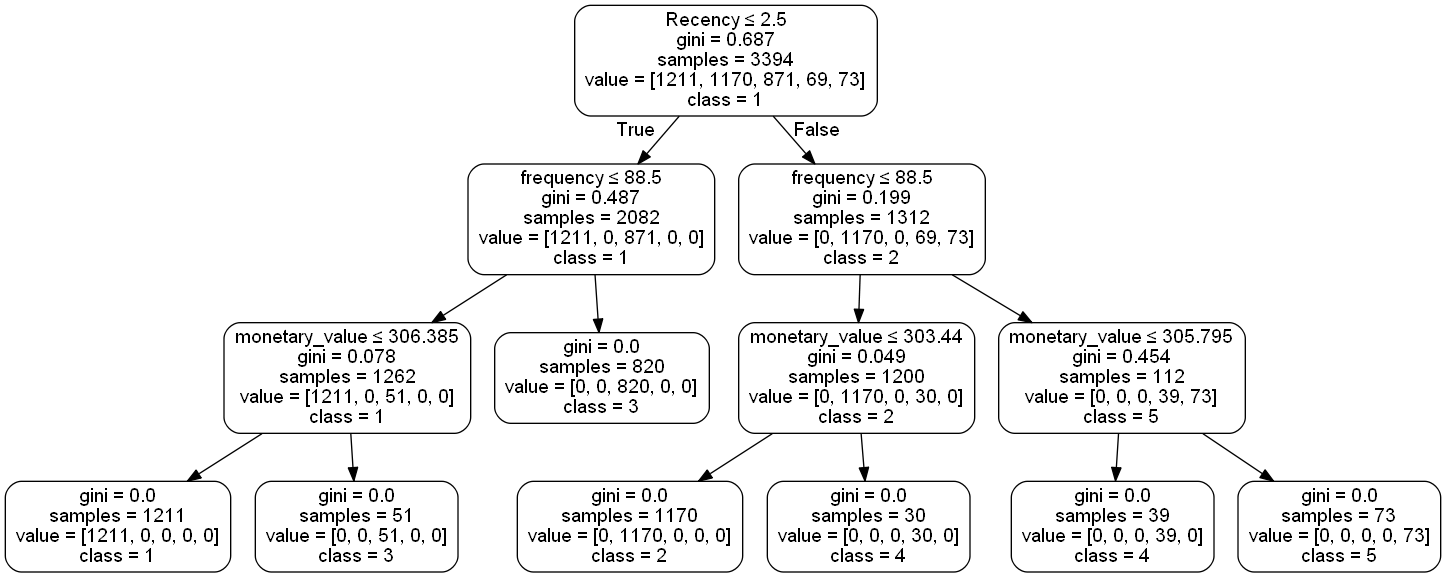 Recency ≤ 2.5
gini = 0.687
samples = 3394
value = [1211, 1170, 871, 69, 73]
class = 1
True
False
frequency ≤ 88.5
gini = 0.487
samples = 2082
value = [1211, 0, 871, 0, 0]
class = 1
frequency ≤ 88.5
gini = 0.199
samples = 1312
value = [0, 1170, 0, 69, 73]
class = 2
monetary_value ≤ 306.385
gini = 0.078
samples = 1262
value = [1211, 0, 51, 0, 0]
class = 1
gini = 0.0
samples = 820
value = [0, 0, 820, 0, 0]
class = 3
monetary_value ≤ 303.44
gini = 0.049
samples = 1200
value = [0, 1170, 0, 30, 0]
class = 2
monetary_value ≤ 305.795
gini = 0.454
samples = 112
value = [0, 0, 0, 39, 73]
class = 5
gini = 0.0
samples = 1211
value = [1211, 0, 0, 0, 0]
class = 1
gini = 0.0
samples = 51
value = [0, 0, 51, 0, 0]
class = 3
gini = 0.0
samples = 1170
value = [0, 1170, 0, 0, 0]
class = 2
gini = 0.0
samples = 30
value = [0, 0, 0, 30, 0]
class = 4
gini = 0.0
samples = 39
value = [0, 0, 0, 39, 0]
class = 4
gini = 0.0
samples = 73
value = [0, 0, 0, 0, 73]
class = 5